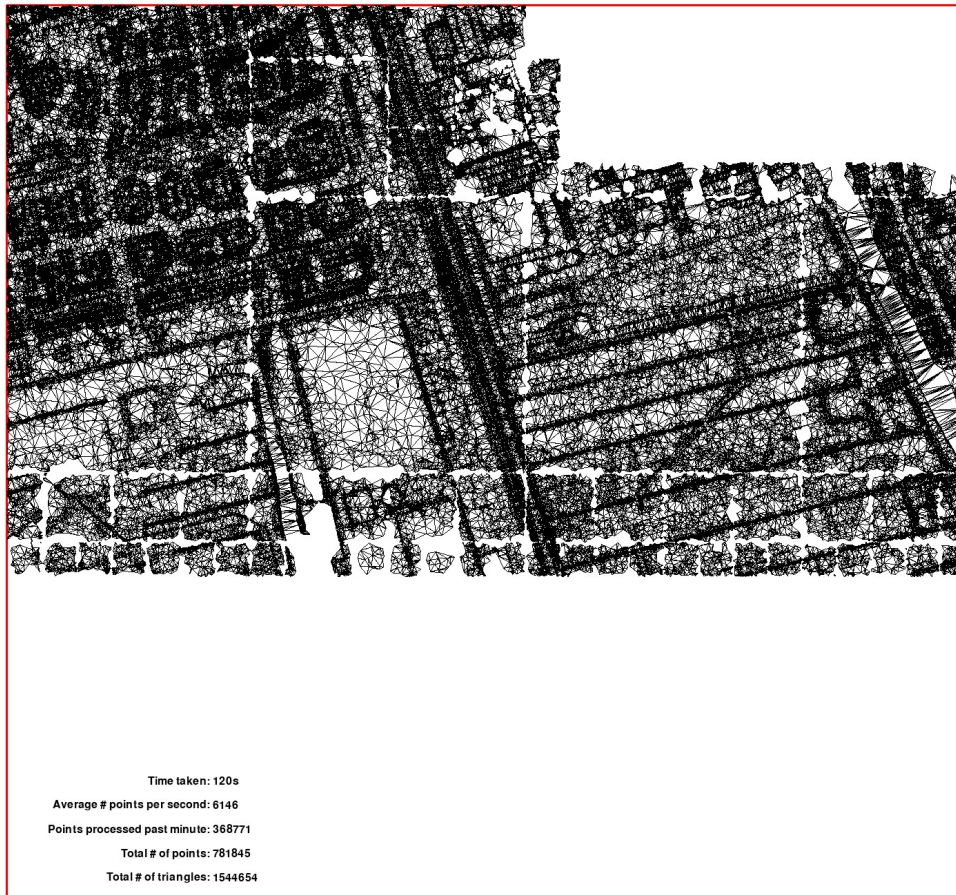 Time taken: 120s
Average # points per second: 6146
Points processed past minute: 368771
Total # of points: 781845
Total # of triangles: 1544654